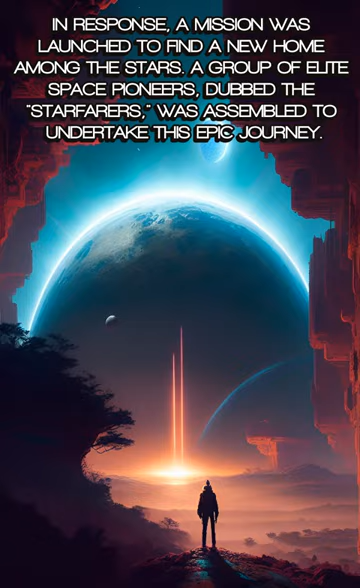 IN RESPONSE, A MISSION WAS
LAUNCHED TO FIND A NEW HOME
AMONG THE STARS. A GROUP OF ELITE
SPACE PIONEERS, DUBBED THE
"STARFARERS," WAS ASSEMBLED TO
UNDERTAKE THIS EPIC JOURNEY.